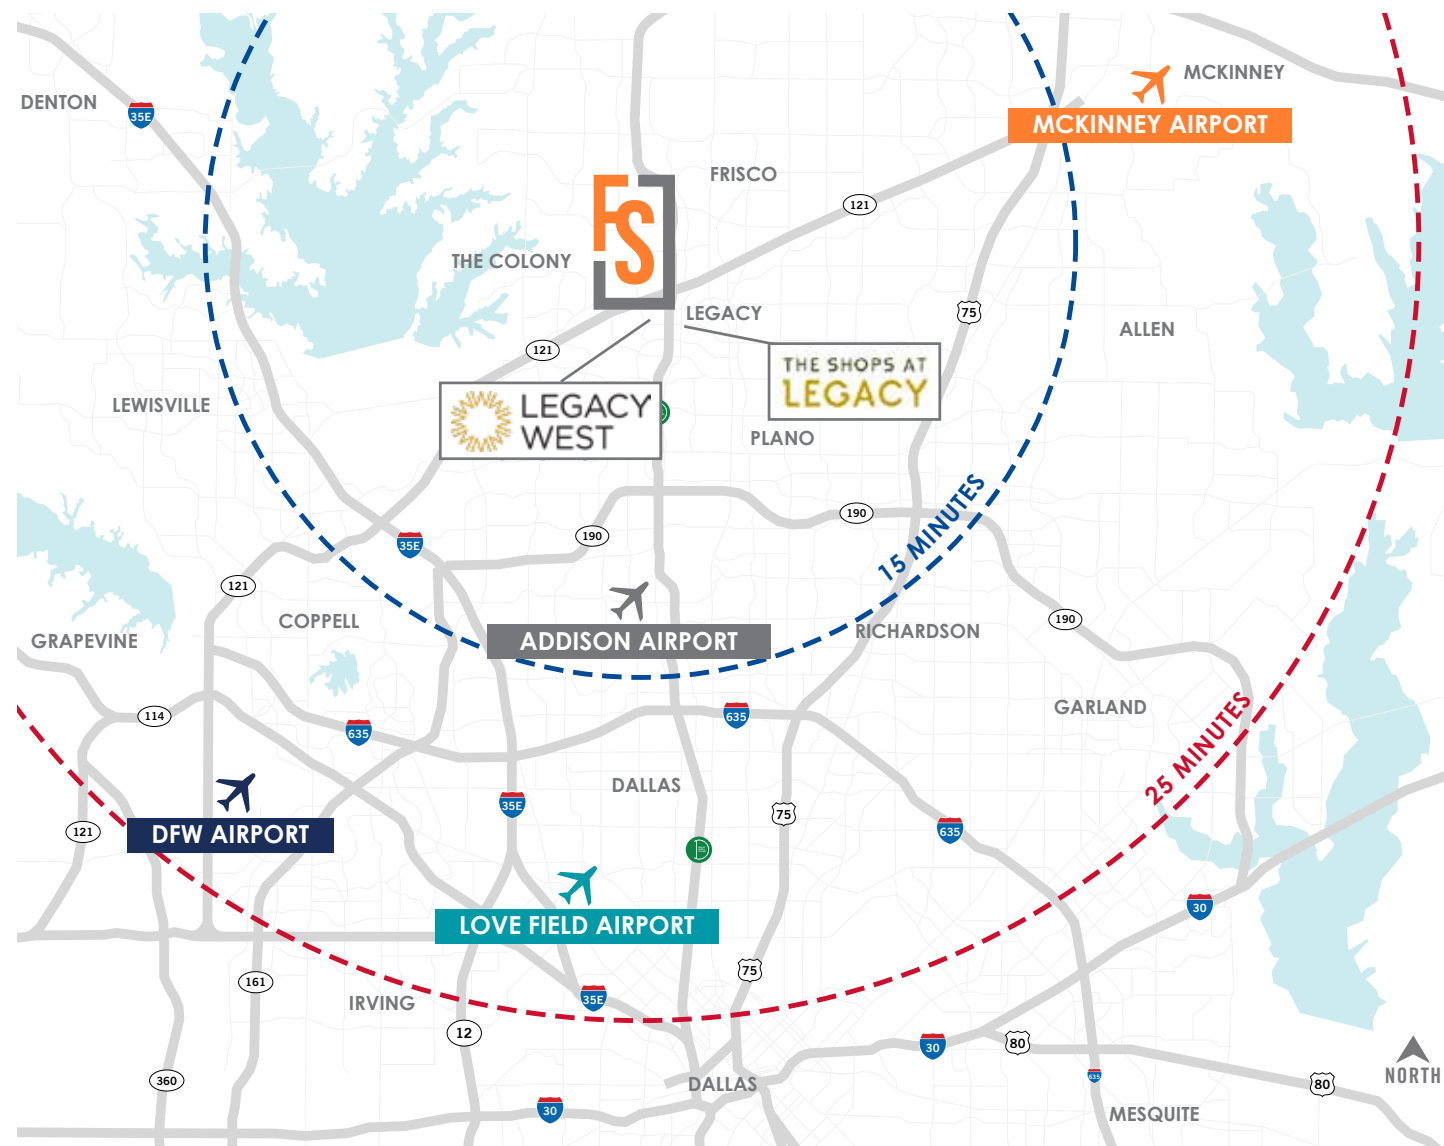 MCKINNEY
DENTON
35E
MCKINNEY AIRPORT
FRISCO
FS
121
THE COLONY
LEGACY
75
ALLEN
121
THE SHOPS AT
LEGACY
LEWISVILLE
LEGACY
WEST
PLANO
15 MINUTES
190
190
35E
121
COPPELL
190
GRAPEVINE
ADDISON AIRPORT
RICHARDSON
GARLAND
114
635
635
25 MINUTES
DALLAS
35E
75
121
DFW AIRPORT
635
30
LOVE FIELD AIRPORT
75
161
35E
IRVING
12
30
80
NORTH
360
DALLAS
635
80
30
MESQUITE